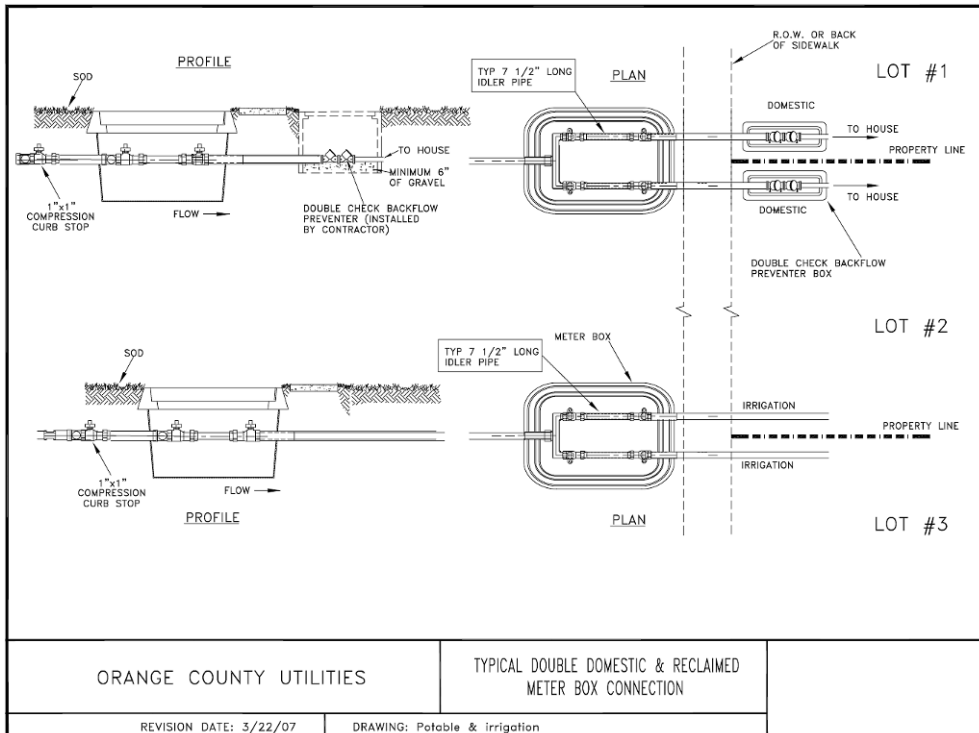 PROFILE
SOD
TO HOUSE
MINIMUM 6"
OF GRAVEL
1"x1"
COMPRESSION
CURB STOP
FLOW
DOUBLE CHECK BACKFLOW
PREVENTER (INSTALLED
BY CONTRACTOR)
TYP 7 1/2" LONG
IDLER PIPE
PLAN
R.O.W. OR BACK
OF SIDEWALK
LOT #1
DOMESTIC
TO HOUSE
PROPERTY LINE
TO HOUSE
DOMESTIC
DOUBLE CHECK BACKFLOW
PREVENTER BOX
LOT #2
SOD
1"x1"
COMPRESSION
CURB STOP
FLOW
PROFILE
TYP 7 1/2" LONG
IDLER PIPE
METER BOX
IRRIGATION
PROPERTY LINE
IRRIGATION
PLAN
LOT #3
ORANGE COUNTY UTILITIES
TYPICAL DOUBLE DOMESTIC & RECLAIMED
METER BOX CONNECTION
REVISION DATE: 3/22/07
DRAWING: Potable & irrigation